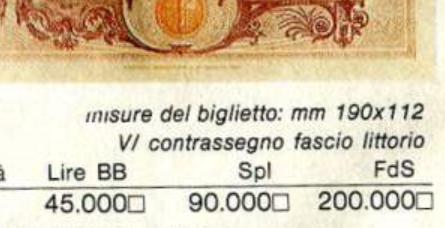 misure del biglietto: mm 190x112
V/ contrassegno fascio littorio
à Lire BB Spl FdS
45.000□ 90.000□ 200.000□